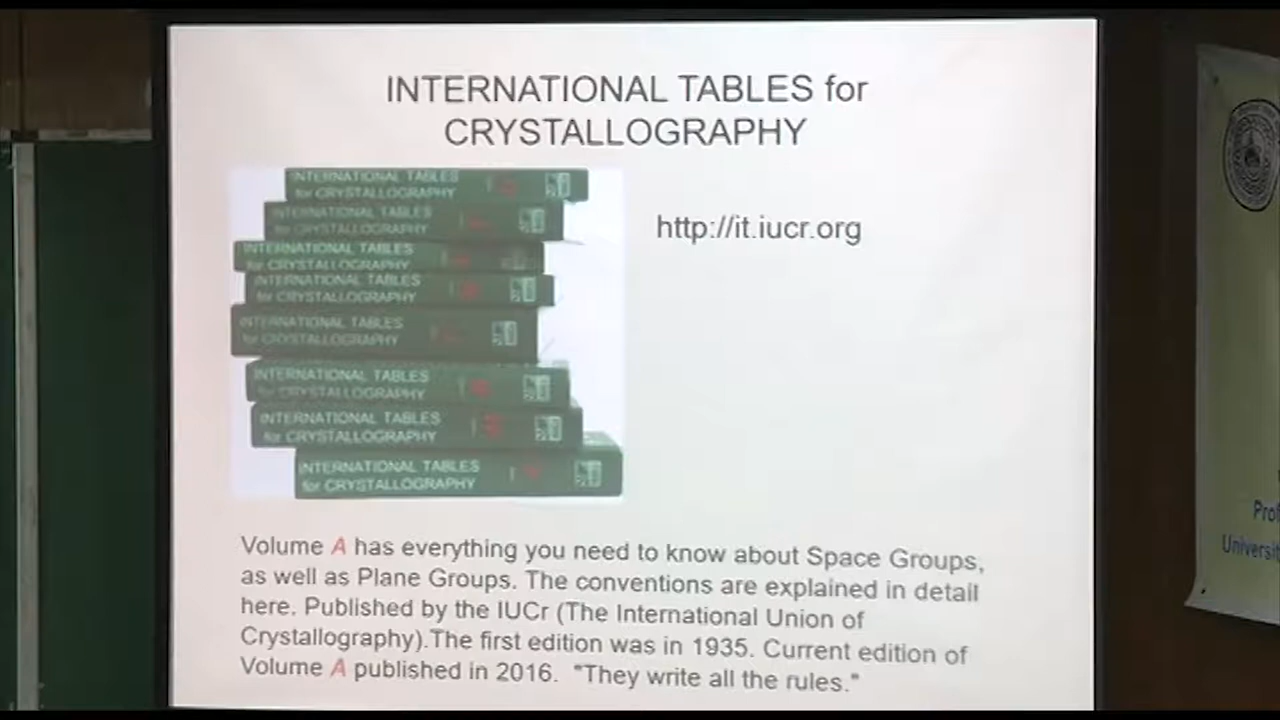 INTERNATIONAL TABLES for
CRYSTALLOGRAPHY
INTERNATIONAL TABLES
for CRYSTALLOGRAPHY
INTERNATIONAL TABLES
for CRYSTALLOGRAPHY
INTERNATIONAL TABLES
for CRYSTALLOGRAPHY
INTERNATIONAL TABLES
for CRYSTALLOGRAPHY
INTERNATIONAL TABLES
for CRYSTALLOGRAPHY
INTERNATIONAL TABLES
for CRYSTALLOGRAPHY
INTERNATIONAL TABLES
for CRYSTALLOGRAPHY
INTERNATIONAL TABLES
for CRYSTALLOGRAPHY
http://it.iucr.org
Volume A has everything you need to know about Space Groups,
as well as Plane Groups. The conventions are explained in detail
here. Published by the IUCr (The International Union of
Crystallography).The first edition was in 1935. Current edition of
Volume A published in 2016. "They write all the rules."